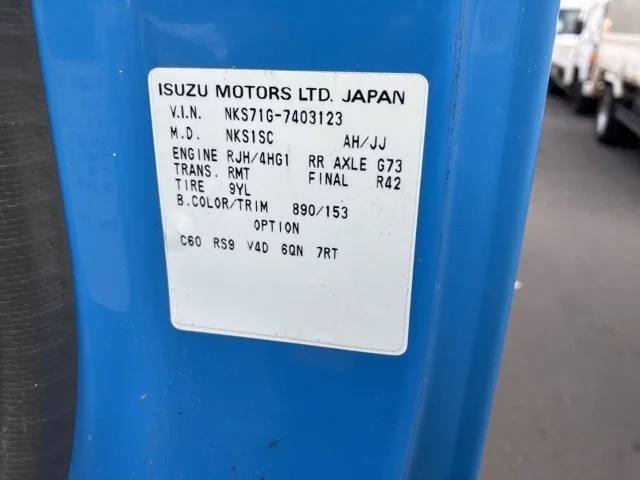 ISUZU MOTORS LTD. JAPAN
V.I.N. NKS71G-7403123
M.D. NKS1SC AH/JJ
ENGINE RJH/4HG1 RR AXLE G73
TRANS. RMT FINAL R42
TIRE 9YL
B.COLOR/TRIM 890/153
OPTION
C60 RS9 V4D 6QN 7RT